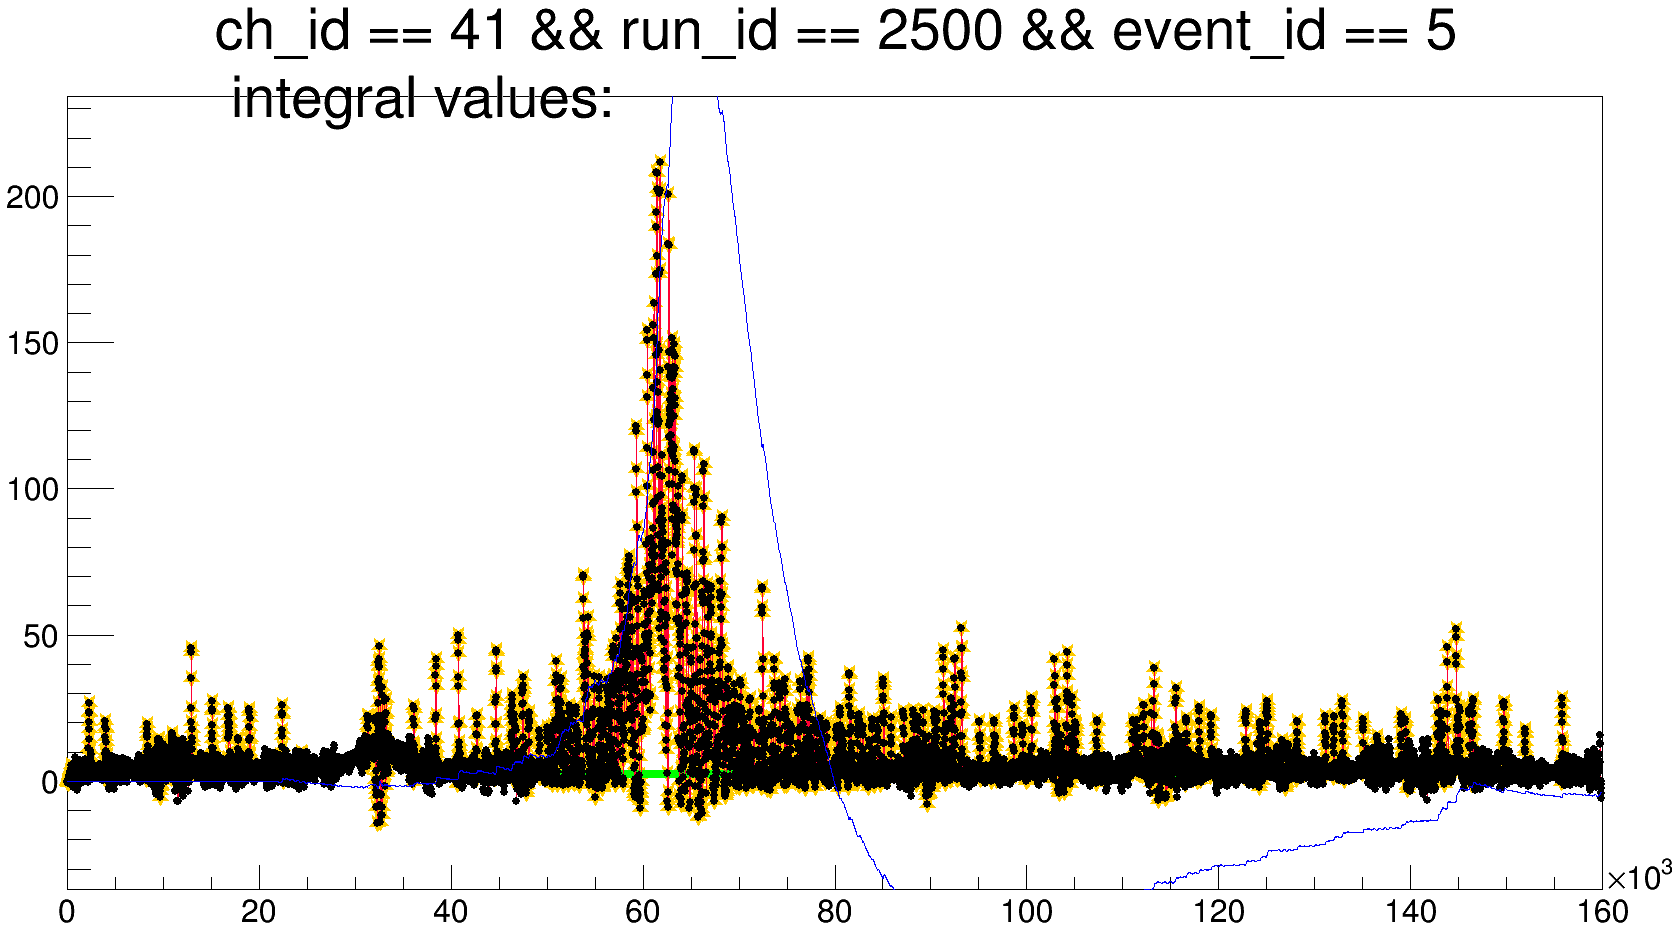 ch_id == 41 && run_id == 2500 && event_id == 5
integral values:
200
150
100
50
0
×10³
0 20 40 60 80 100 120 140 160